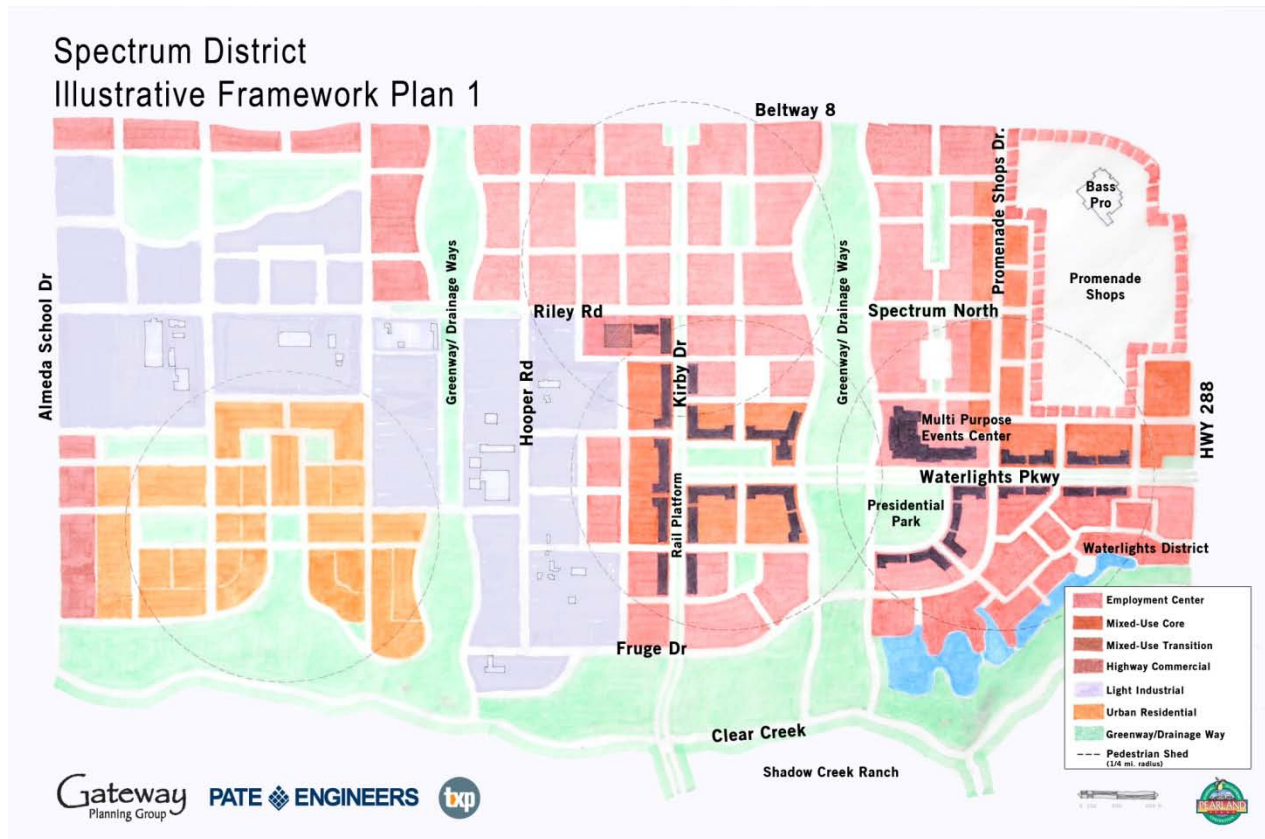 Spectrum District
Illustrative Framework Plan 1
Beltway 8
Promenade Shops Dr.
Bass
Pro
Promenade
Shops
Almeda School Dr
Greenway/ Drainage Ways
Hooper Rd
Riley Rd
Kirby Dr
Greenway/ Drainage Ways
Spectrum North
HWY 288
Multi Purpose
Events Center
Waterlights Pkwy
Rail Platform
Presidential
Park
Waterlights District
Fruge Dr
Clear Creek
Shadow Creek Ranch
Employment Center
Mixed-Use Core
Mixed-Use Transition
Highway Commercial
Light Industrial
Urban Residential
Greenway/Drainage Way
Pedestrian Shed
(1/4 mi. radius)
Gateway
Planning Group
PATE ENGINEERS
txp
PEARLAND